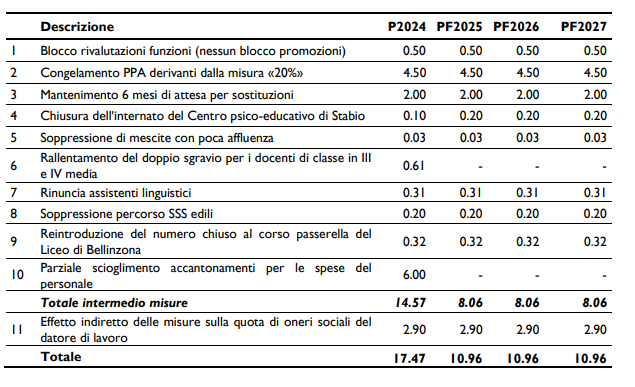 Descrizione P2024 PF2025 PF2026 PF2027
1 Blocco rivalutazioni funzioni (nessun blocco promozioni) 0.50 0.50 0.50 0.50
2 Congelamento PPA derivanti dalla misura «20%» 4.50 4.50 4.50 4.50
3 Mantenimento 6 mesi di attesa per sostituzioni 2.00 2.00 2.00 2.00
4 Chiusura dell'internato del Centro psico-educativo di Stabio 0.10 0.20 0.20 0.20
5 Soppressione di mescite con poca affluenza 0.03 0.03 0.03 0.03
6 Rallentamento del doppio sgravio per i docenti di classe in III 0.61 - - -
e IV media
7 Rinuncia assistenti linguistici 0.31 0.31 0.31 0.31
8 Soppressione percorso SSS edili 0.20 0.20 0.20 0.20
9 Reintroduzione del numero chiuso al corso passerella del 0.32 0.32 0.32 0.32
Liceo di Bellinzona
10 Parziale scioglimento accantonamenti per le spese del 6.00 - - -
personale
Totale intermedio misure 14.57 8.06 8.06 8.06
11 Effetto indiretto delle misure sulla quota di oneri sociali del 2.90 2.90 2.90 2.90
datore di lavoro
Totale 17.47 10.96 10.96 10.96